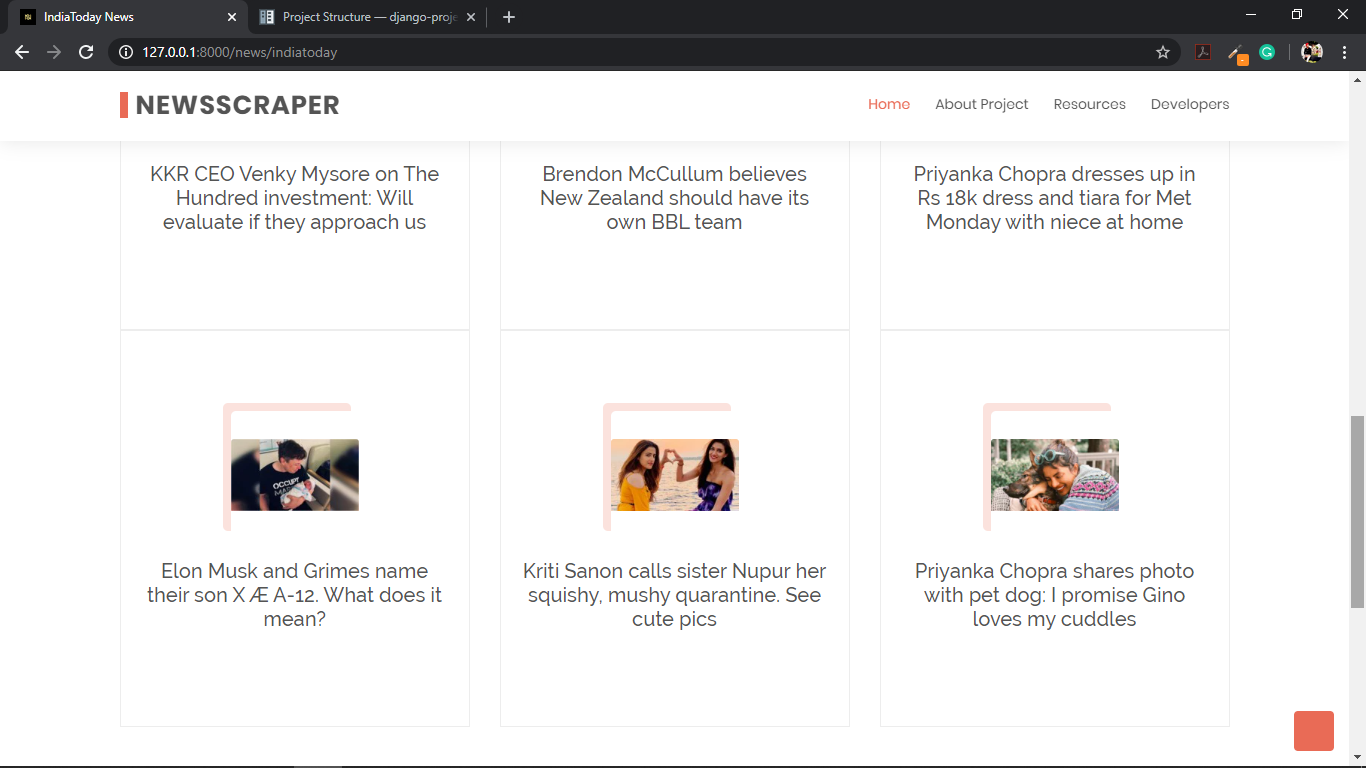 IndiaToday News
Project Structure — django-proje
127.0.0.1:8000/news/indiatoday
NEWSSCRAPER
Home
About Project
Resources
Developers
KKR CEO Venky Mysore on The
Hundred investment: Will
evaluate if they approach us
Brendon McCullum believes
New Zealand should have its
own BBL team
Priyanka Chopra dresses up in
Rs 18k dress and tiara for Met
Monday with niece at home
OCCUPY
MARS
Elon Musk and Grimes name
their son X Æ A-12. What does it
mean?
Kriti Sanon calls sister Nupur her
squishy, mushy quarantine. See
cute pics
Priyanka Chopra shares photo
with pet dog: I promise Gino
loves my cuddles